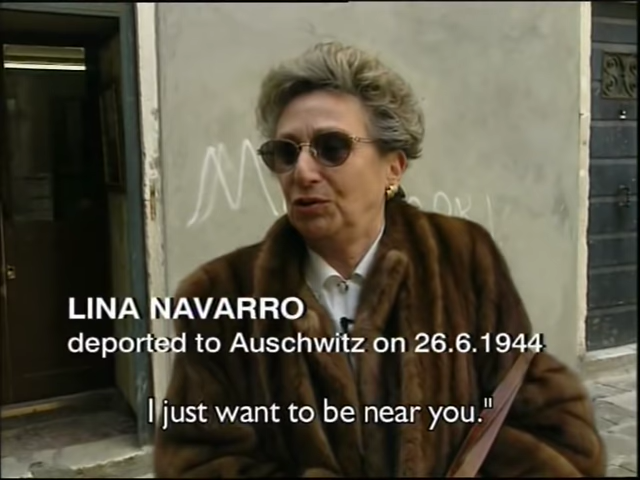 LINA NAVARRO
deported to Auschwitz on 26.6.1944
I just want to be near you."